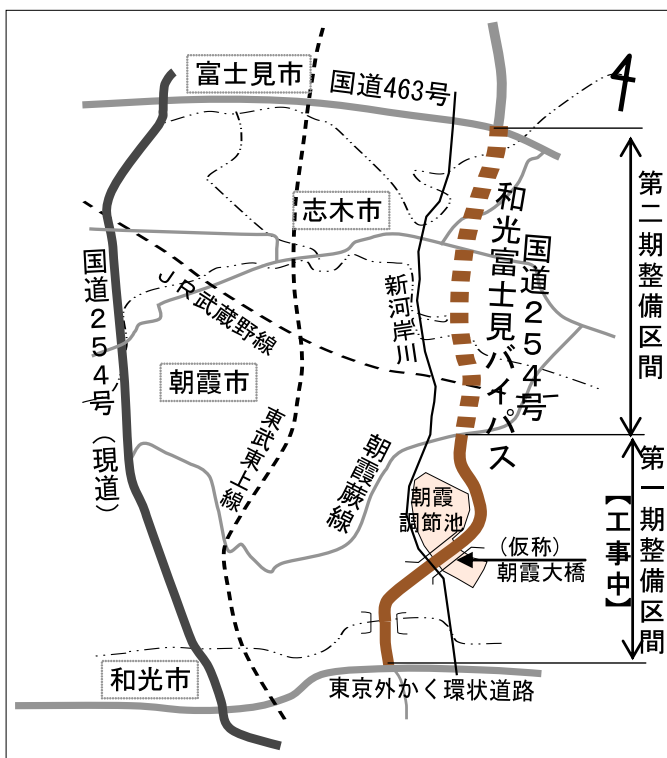 富士見市
国道463号
志木市
国道254号
和光富士見バイパス
第二期整備区間
国道254号（現道）
JR武蔵野線
新河岸川
朝霞市
東武東上線
朝霞蕨線
朝霞
調節池
（仮称）
朝霞大橋
第一期整備区間
【工事中】
和光市
東京外かく環状道路